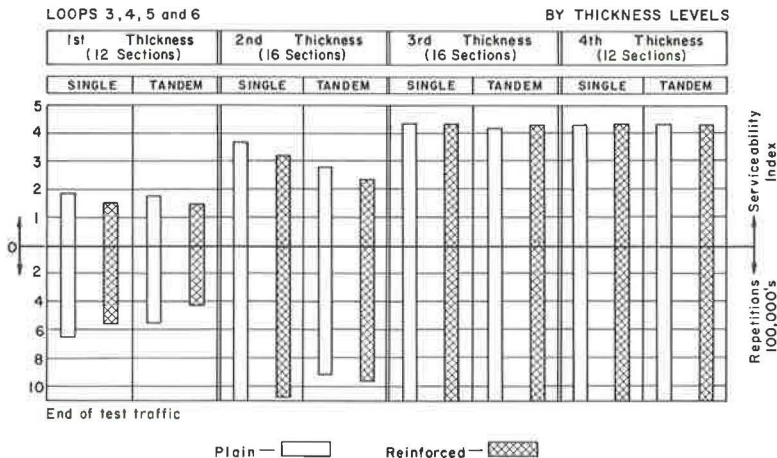 LOOPS 3,4, 5 and 6 BY THICKNESS LEVELS
1st Thickness 2nd Thickness 3rd Thickness 4th Thickness
(12 Sections) (16 Sections) (16 Sections) (12 Sections)
SINGLE TANDEM SINGLE TANDEM SINGLE TANDEM SINGLE TANDEM
5
4
3
2
1
0
2
4
6
8
10
Serviceability
Index
Repetitions
100,000's
End of test traffic
Plain — Reinforced —